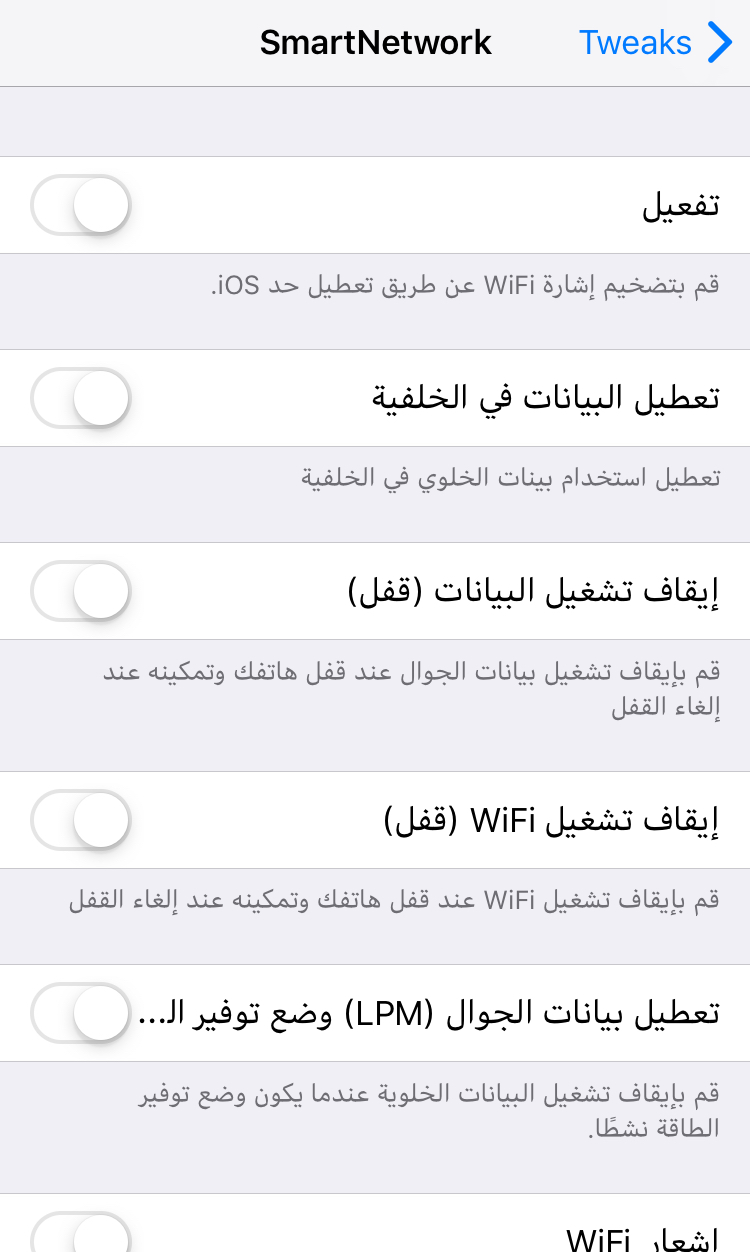 SmartNetwork
Tweaks
تفعيل
قم بتضخيم إشارة WiFi عن طريق تعطيل حد iOS.
تعطيل البيانات في الخلفية
تعطيل استخدام بينات الخلوي في الخلفية
إيقاف تشغيل البيانات (قفل)
قم بإيقاف تشغيل بيانات الجوال عند قفل هاتفك وتمكينه عند
إلغاء القفل
إيقاف تشغيل WiFi (قفل)
قم بإيقاف تشغيل WiFi عند قفل هاتفك وتمكينه عند إلغاء القفل
تعطيل بيانات الجوال (LPM) وضع توفير ال...
قم بإيقاف تشغيل البيانات الخلوية عندما يكون وضع توفير
الطاقة نشطًا.
إشعار WiFi